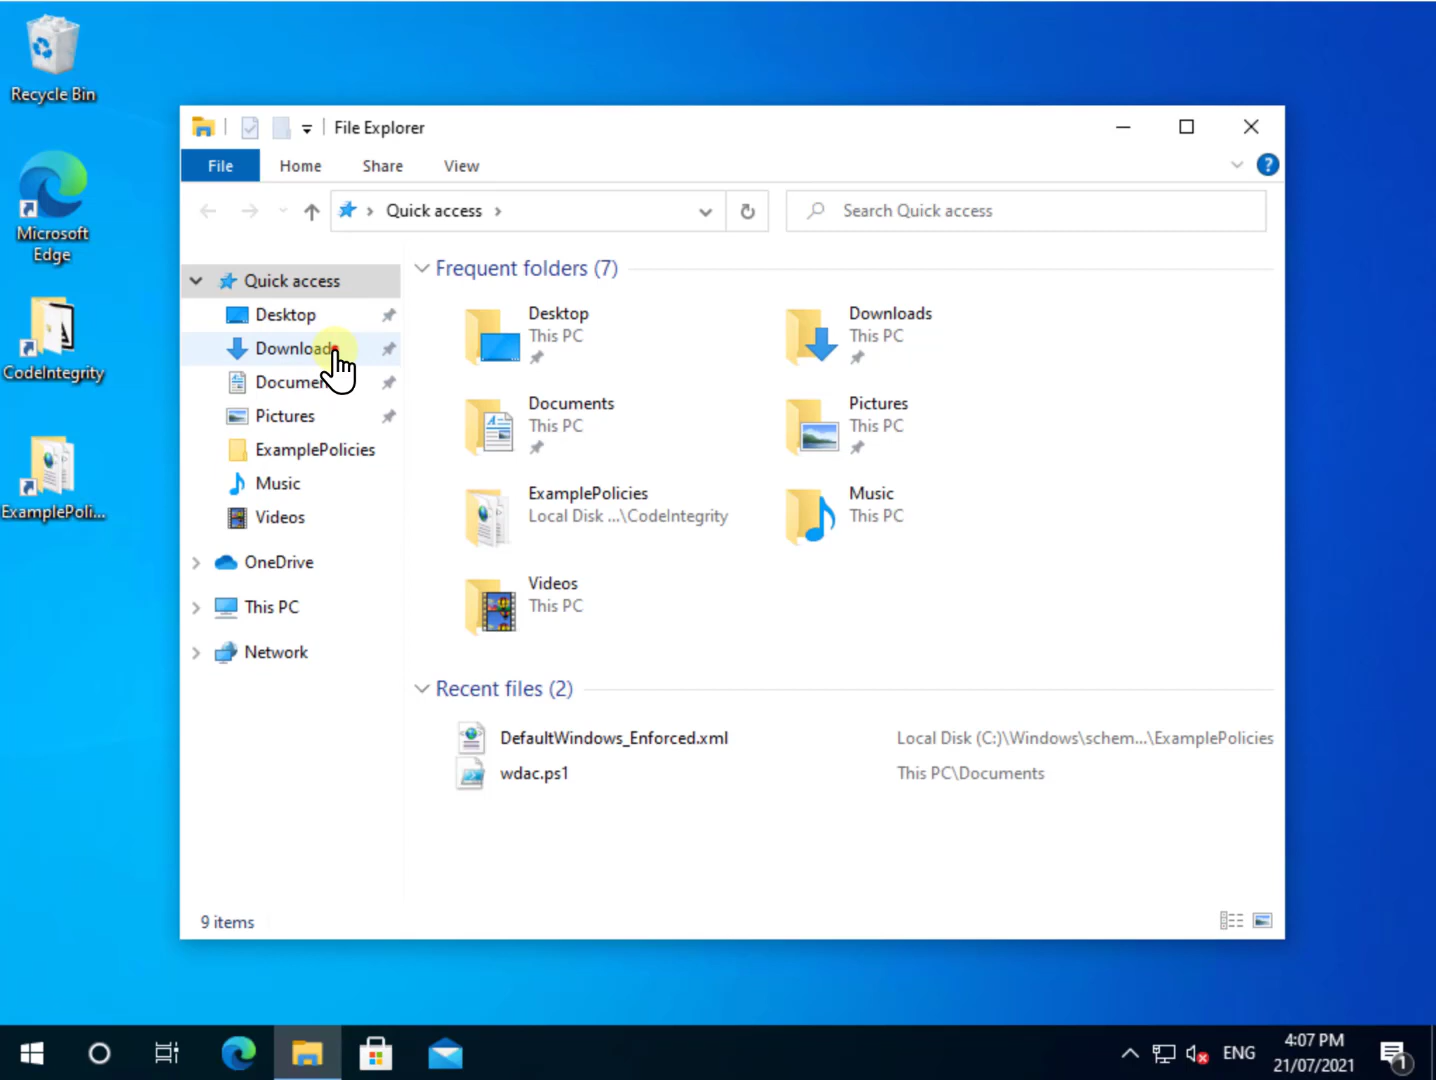 Recycle Bin
Microsoft
Edge
CodeIntegrity
ExamplePoli...
File Explorer
File
Home
Share
View
?
Quick access
Search Quick access
Quick access
Desktop
Downloads
Pictures
ExamplePolicies
Music
Videos
OneDrive
This PC
Network
Frequent folders (7)
Desktop
This PC
Downloads
This PC
Documents
This PC
Pictures
This PC
ExamplePolicies
Local Disk ...\CodeIntegrity
Music
This PC
Videos
This PC
Recent files (2)
DefaultWindows_Enforced.xml
Local Disk (C:)\Windows\schem...\ExamplePolicies
wdac.ps1
This PC\Documents
9 items
ENG
4:07 PM
21/07/2021
1